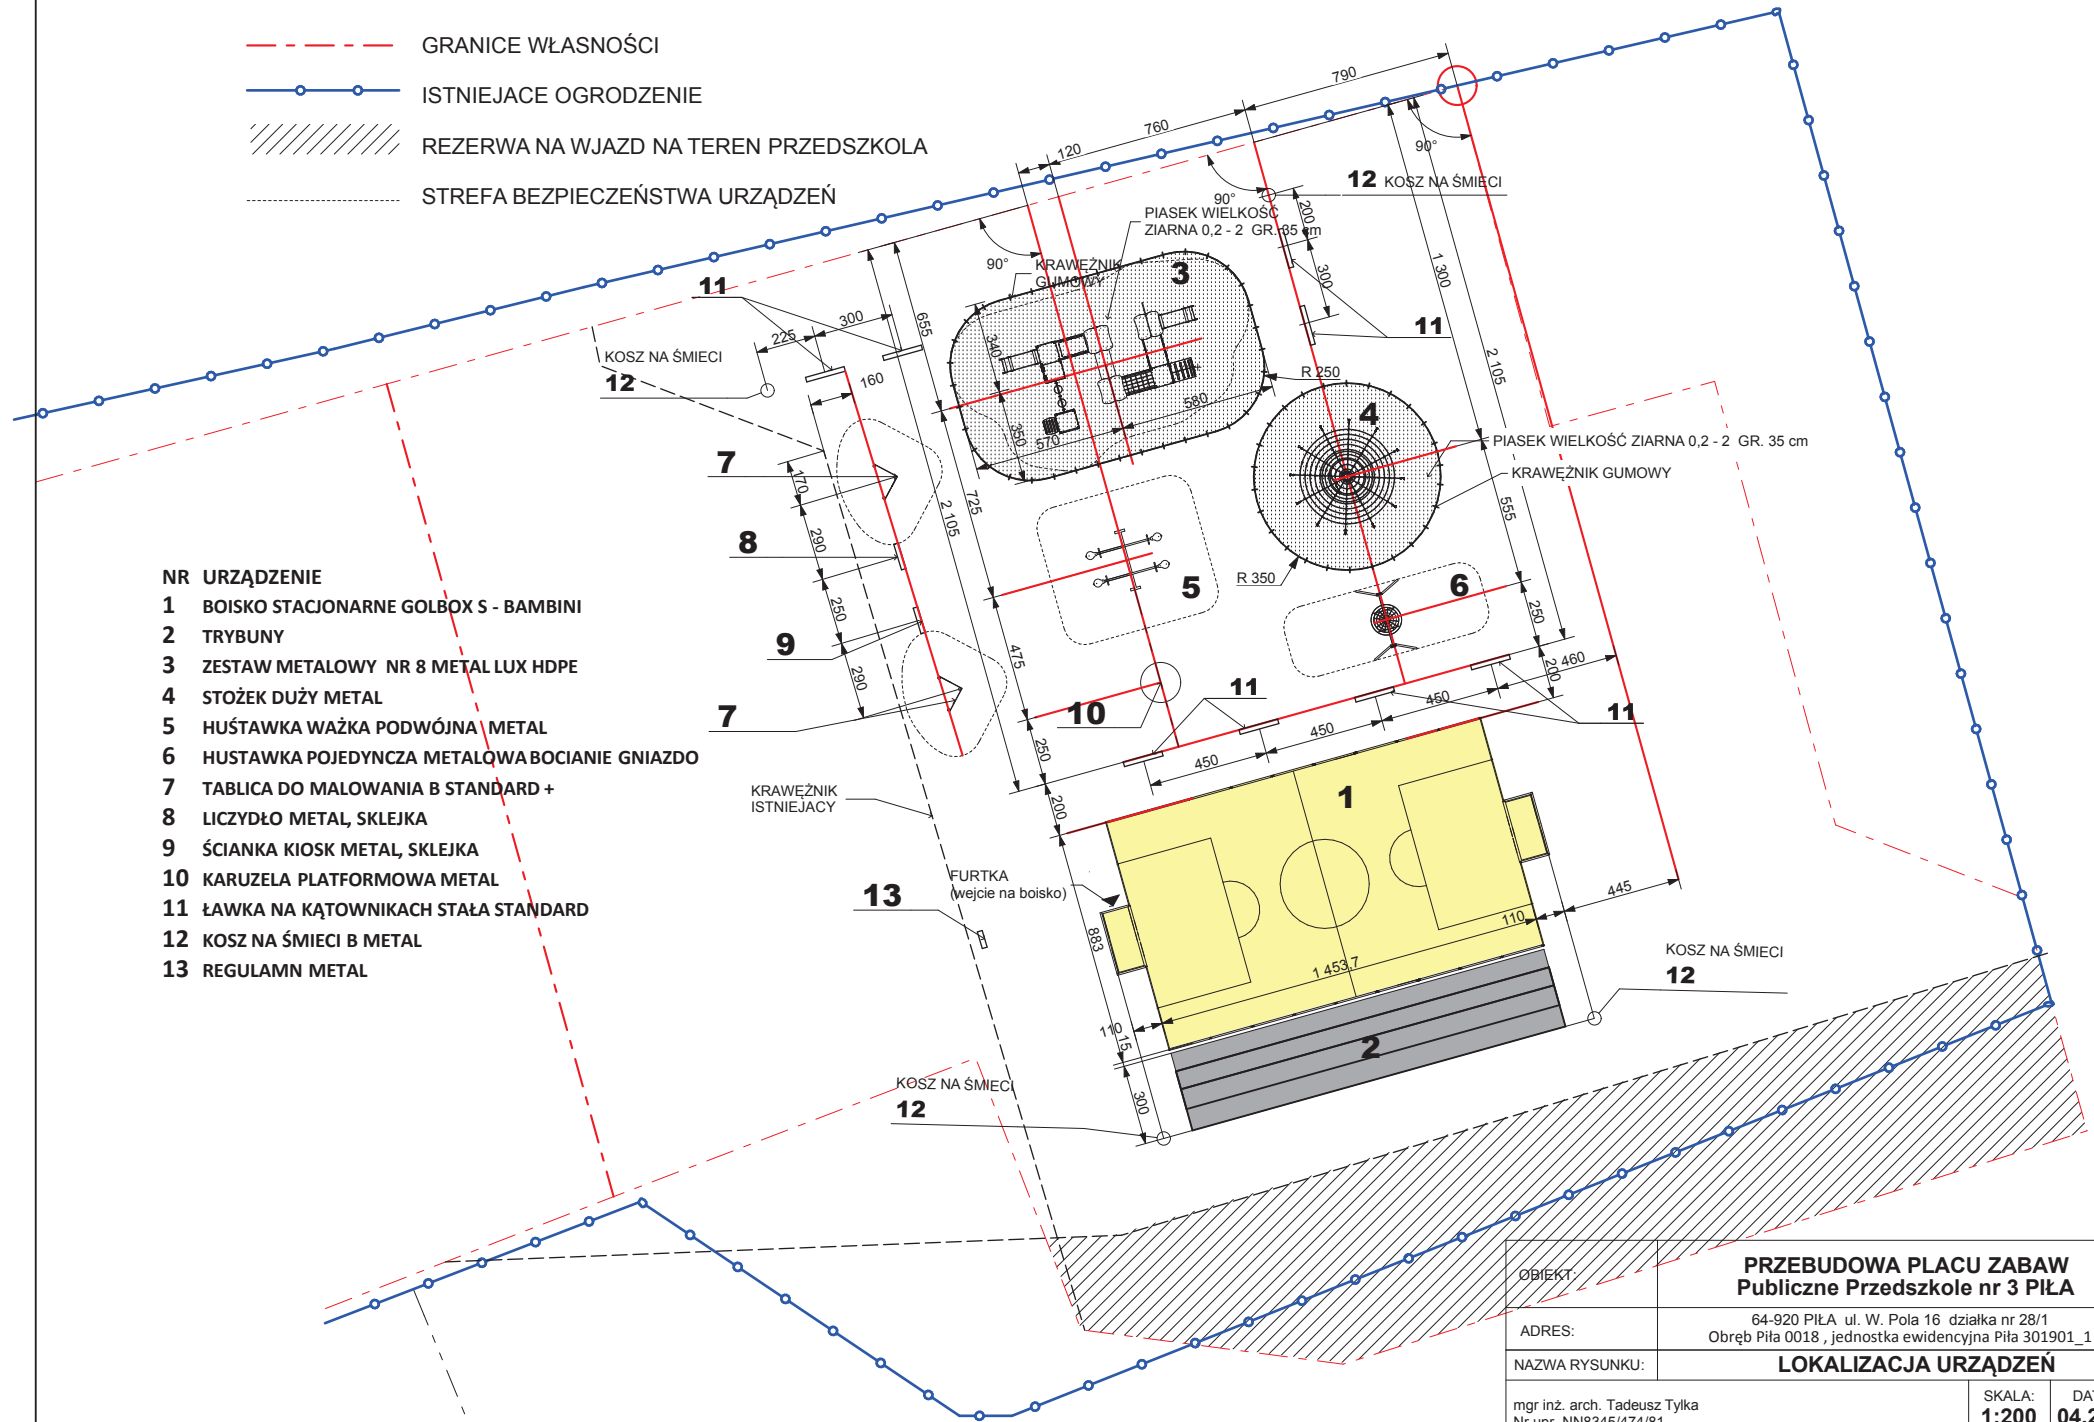 GRANICE WŁASNOŚCI
ISTNIEJACE OGRODZENIE
REZERWA NA WJAZD NA TEREN PRZEDSZKOLA
STREFA BEZPIECZEŃSTWA URZĄDZEŃ
790
760
120
90°
12 KOSZ NA ŚMIECI
90°
200
PIASEK WIELKOŚĆ
ZIARNA 0,2 - 2 GR. 35 cm
90°
KRAWĘŻNIK
GUMOWY
3
300
1 300
11
300
225
655
11
KOSZ NA ŚMIECI
12
160
340
2 105
R 250
580
570
350
4
PIASEK WIELKOŚĆ ZIARNA 0,2 - 2 GR. 35 cm
KRAWĘŻNIK GUMOWY
7
170
725
2 105
555
8
290
R 350
5
6
250
250
9
475
290
200
460
7
10
11
450
11
450
250
450
KRAWĘŻNIK
ISTNIEJACY
200
1
NR URZĄDZENIE
1 BOISKO STACJONARNE GOLBOX S - BAMBINI
2 TRYBUNY
3 ZESTAW METALOWY NR 8 METAL LUX HDPE
4 STOŻEK DUŻY METAL
5 HUŚTAWKA WAŻKA PODWÓJNA METAL
6 HUSTAWKA POJEDYNCZA METALOWA BOCIANIE GNIAZDO
7 TABLICA DO MALOWANIA B STANDARD +
8 LICZYDŁO METAL, SKLEJKA
9 ŚCIANKA KIOSK METAL, SKLEJKA
10 KARUZELA PLATFORMOWA METAL
11 ŁAWKA NA KĄTOWNIKACH STAŁA STANDARD
12 KOSZ NA ŚMIECI B METAL
13 REGULAMN METAL
13
FURTKA
(wejcie na boisko)
445
110
883
1 453,7
KOSZ NA ŚMIECI
12
110
15
2
300
KOSZ NA ŚMIECI
12
OBIEKT:
PRZEBUDOWA PLACU ZABAW
Publiczne Przedszkole nr 3 PIŁA
ADRES:
64-920 PIŁA ul. W. Pola 16 działka nr 28/1
Obręb Piła 0018 , jednostka ewidencyjna Piła 301901_1
NAZWA RYSUNKU:
LOKALIZACJA URZĄDZEŃ
mgr inż. arch. Tadeusz Tylka
Nr upr. NN8345/474/81
SKALA:
1:200